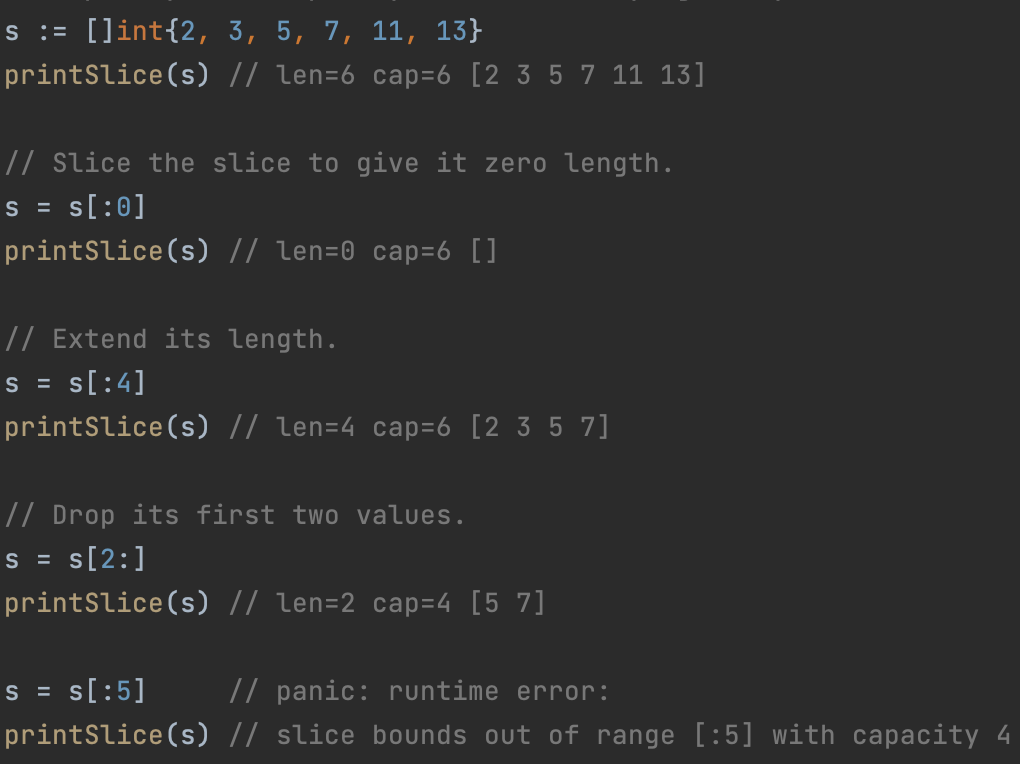 s := []int{2, 3, 5, 7, 11, 13}
printSlice(s) // len=6 cap=6 [2 3 5 7 11 13]
// Slice the slice to give it zero length.
s = s[:0]
printSlice(s) // len=0 cap=6 []
// Extend its length.
s = s[:4]
printSlice(s) // len=4 cap=6 [2 3 5 7]
// Drop its first two values.
s = s[2:]
printSlice(s) // len=2 cap=4 [5 7]
s = s[:5]     // panic: runtime error:
printSlice(s) // slice bounds out of range [:5] with capacity 4